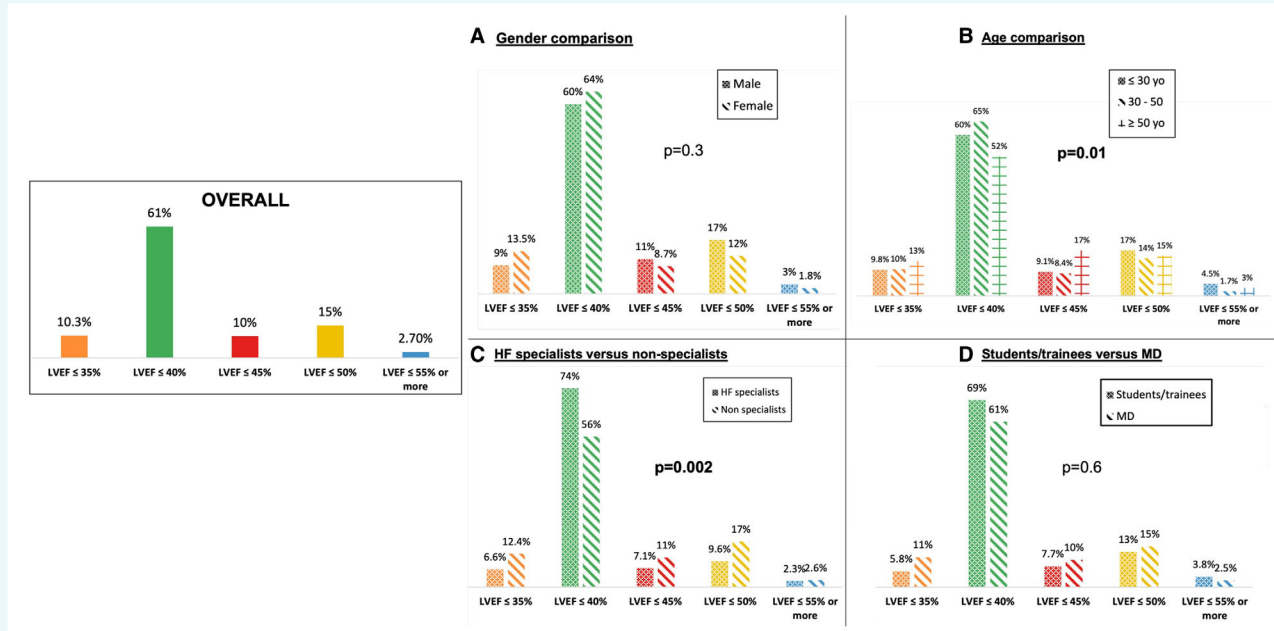 OVERALL
61%
10.3%
10%
15%
2.70%
LVEF ≤ 35%
LVEF ≤ 40%
LVEF ≤ 45%
LVEF ≤ 50%
LVEF ≤ 55% or
more
A Gender comparison
Male
Female
p=0.3
9%
13.5%
60%
64%
11%
8.7%
17%
12%
3%
1.8%
LVEF ≤ 35%
LVEF ≤ 40%
LVEF ≤ 45%
LVEF ≤ 50%
LVEF ≤ 55% or
more
B Age comparison
≤ 30 yo
30 - 50
≥ 50 yo
p=0.01
9.8%
10%
13%
60%
65%
52%
9.1%
8.4%
17%
17%
14%
15%
4.5%
1.7%
3%
LVEF ≤ 35%
LVEF ≤ 40%
LVEF ≤ 45%
LVEF ≤ 50%
LVEF ≤ 55% or
more
C HF specialists versus non-specialists
HF specialists
Non specialists
p=0.002
6.6%
12.4%
74%
56%
7.1%
11%
9.6%
17%
2.3%
2.6%
LVEF ≤ 35%
LVEF ≤ 40%
LVEF ≤ 45%
LVEF ≤ 50%
LVEF ≤ 55% or
more
D Students/trainees versus MD
Students/trainees
MD
p=0.6
5.8%
11%
69%
61%
7.7%
10%
13%
15%
3.8%
2.5%
LVEF ≤ 35%
LVEF ≤ 40%
LVEF ≤ 45%
LVEF ≤ 50%
LVEF ≤ 55% or
more